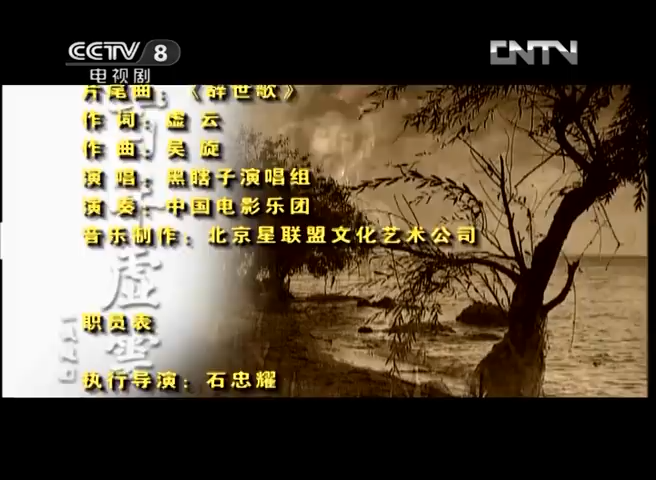 CCTV 8
电视剧
CNTV
片尾曲：《辞世歌》
作 词：虚 云
作 曲：吴 旋
演 唱：黑瞎子演唱组
演 奏：中国电影乐团
音乐制作：北京星联盟文化艺术公司
职员表
执行导演：石忠耀
虚云